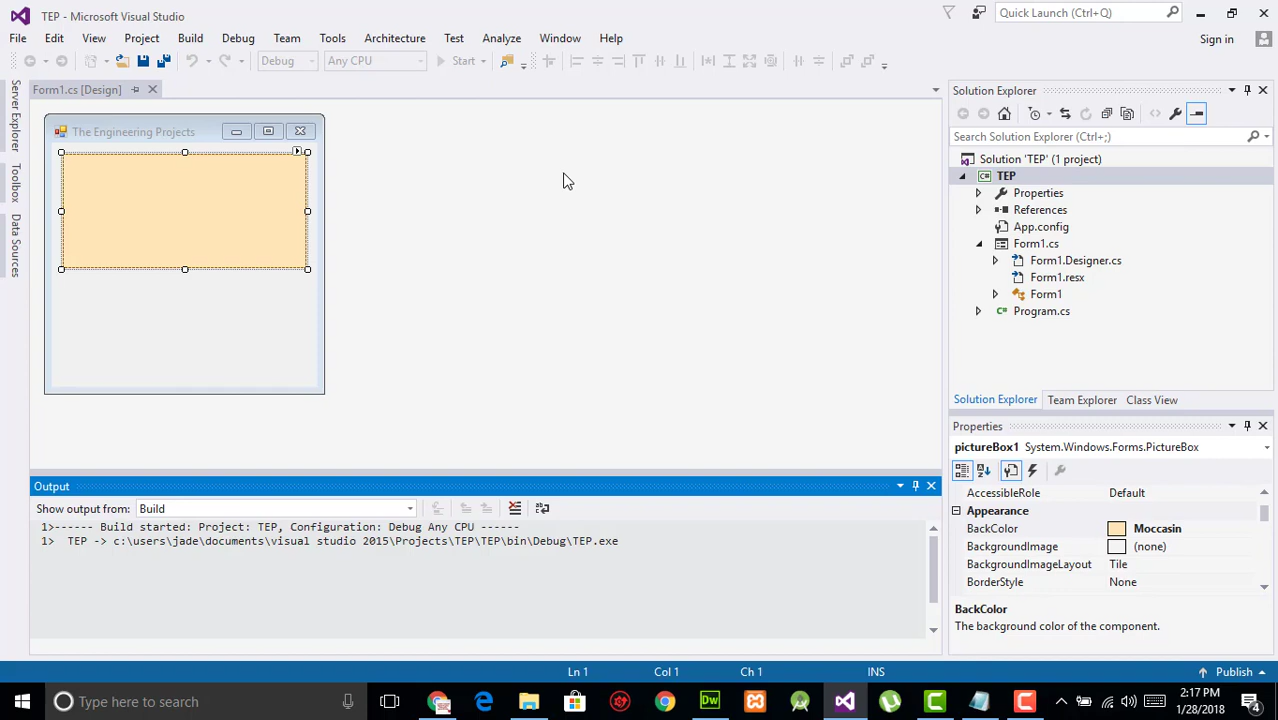 TEP - Microsoft Visual Studio
Quick Launch (Ctrl+Q)
File Edit View Project Build Debug Team Tools Architecture Test Analyze Window Help
Sign in
Debug Any CPU Start
Server Explorer
Toolbox
Data Sources
Form1.cs [Design]
The Engineering Projects
Solution Explorer
Search Solution Explorer (Ctrl+;)
Solution 'TEP' (1 project)
C# TEP
Properties
References
App.config
Form1.cs
Form1.Designer.cs
Form1.resx
Form1
C# Program.cs
Solution Explorer Team Explorer Class View
Properties
pictureBox1 System.Windows.Forms.PictureBox
AccessibleRole Default
Appearance
BackColor Moccasin
BackgroundImage (none)
BackgroundImageLayout Tile
BorderStyle None
BackColor
The background color of the component.
Output
Show output from: Build
1>------ Build started: Project: TEP, Configuration: Debug Any CPU ------
1> TEP -> c:\users\jade\documents\visual studio 2015\Projects\TEP\TEP\bin\Debug\TEP.exe
Ln 1 Col 1 Ch 1 INS Publish
Type here to search
Dw
2:17 PM
1/28/2018
4